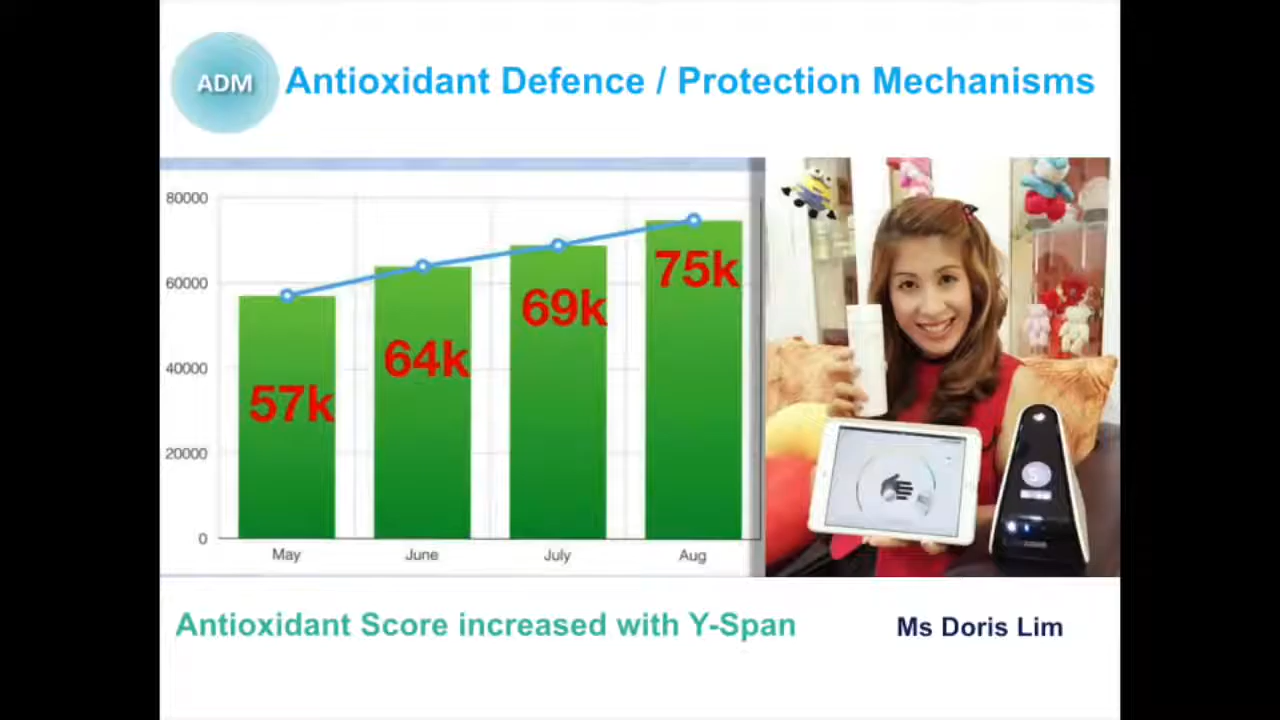 ADM
Antioxidant Defence / Protection Mechanisms
80000
60000
40000
20000
0
57k
64k
69k
75k
May
June
July
Aug
Antioxidant Score increased with Y-Span
Ms Doris Lim